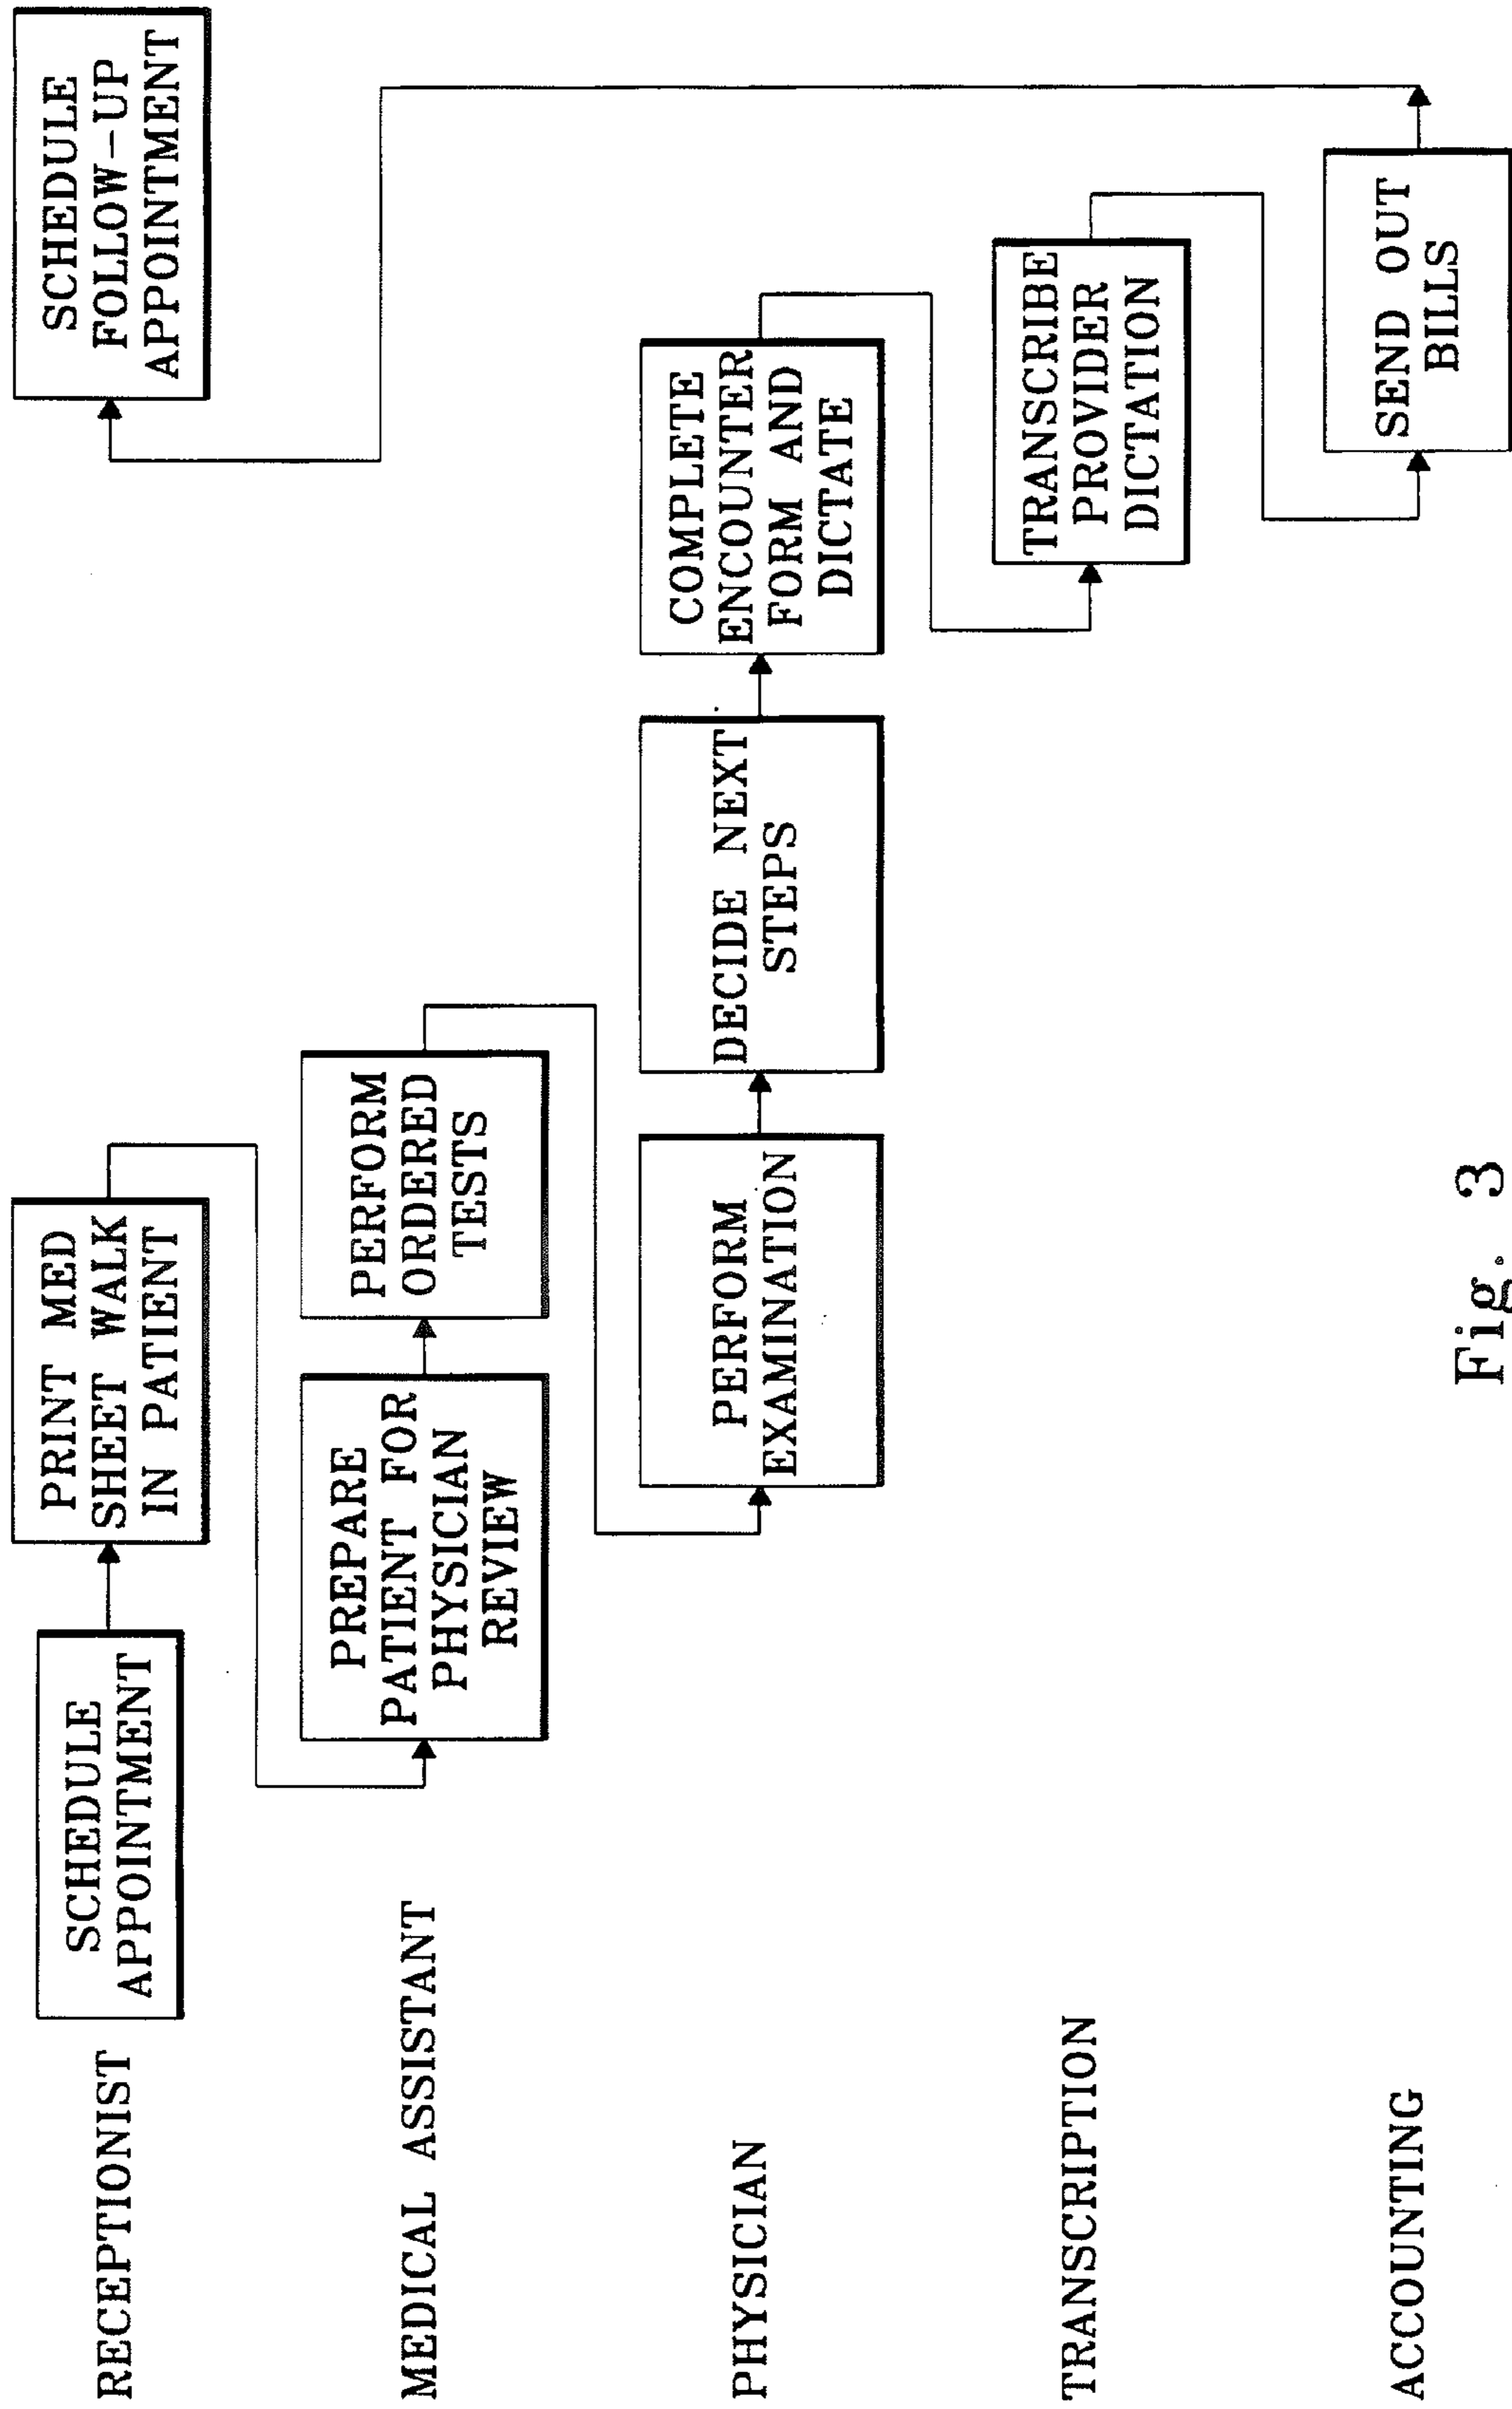 RECEPTIONIST
SCHEDULE
APPOINTMENT
PRINT MED
SHEET WALK
IN PATIENT
SCHEDULE
FOLLOW-UP
APPOINTMENT
MEDICAL ASSISTANT
PREPARE
PATIENT FOR
PHYSICIAN
REVIEW
PERFORM
ORDERED
TESTS
PHYSICIAN
PERFORM
EXAMINATION
DECIDE NEXT
STEPS
COMPLETE
ENCOUNTER
FORM AND
DICTATE
TRANSCRIPTION
TRANSCRIBE
PROVIDER
DICTATION
ACCOUNTING
SEND OUT
BILLS
Fig. 3